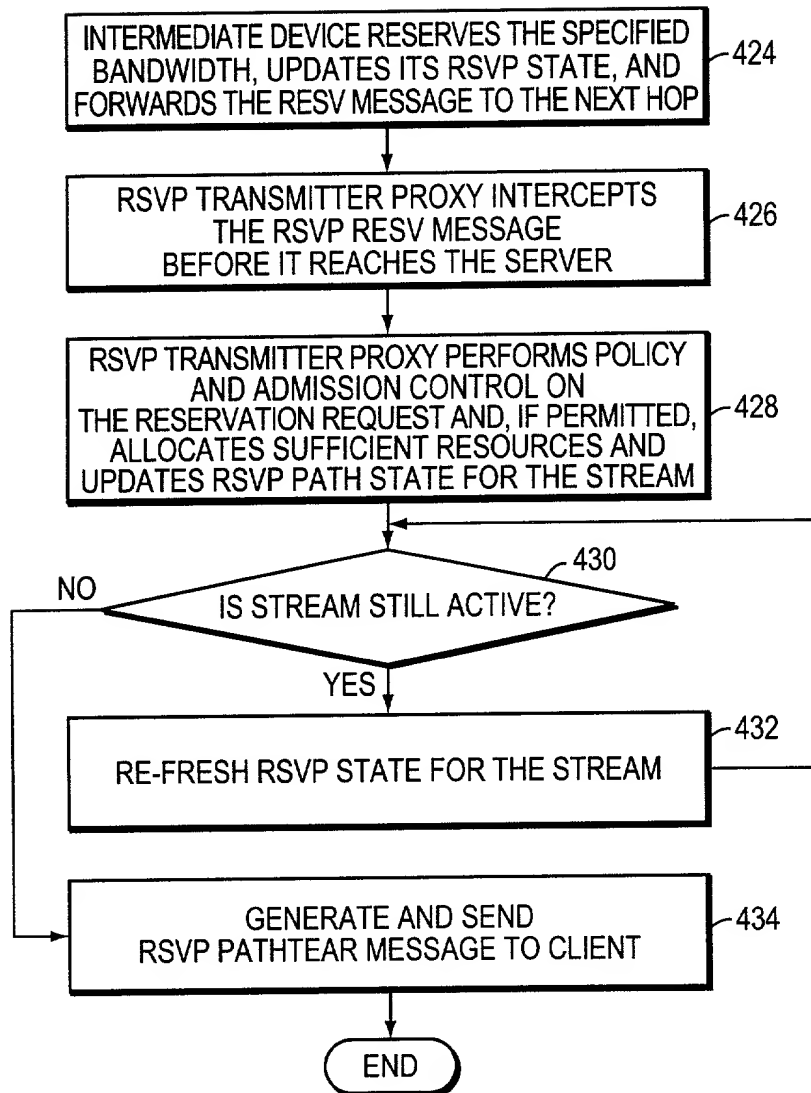 INTERMEDIATE DEVICE RESERVES THE SPECIFIED
BANDWIDTH, UPDATES ITS RSVP STATE, AND
FORWARDS THE RESV MESSAGE TO THE NEXT HOP
424
RSVP TRANSMITTER PROXY INTERCEPTS
THE RSVP RESV MESSAGE
BEFORE IT REACHES THE SERVER
426
RSVP TRANSMITTER PROXY PERFORMS POLICY
AND ADMISSION CONTROL ON
THE RESERVATION REQUEST AND, IF PERMITTED,
ALLOCATES SUFFICIENT RESOURCES AND
UPDATES RSVP PATH STATE FOR THE STREAM
428
430
NO
IS STREAM STILL ACTIVE?
YES
432
RE-FRESH RSVP STATE FOR THE STREAM
GENERATE AND SEND
RSVP PATHTEAR MESSAGE TO CLIENT
434
END